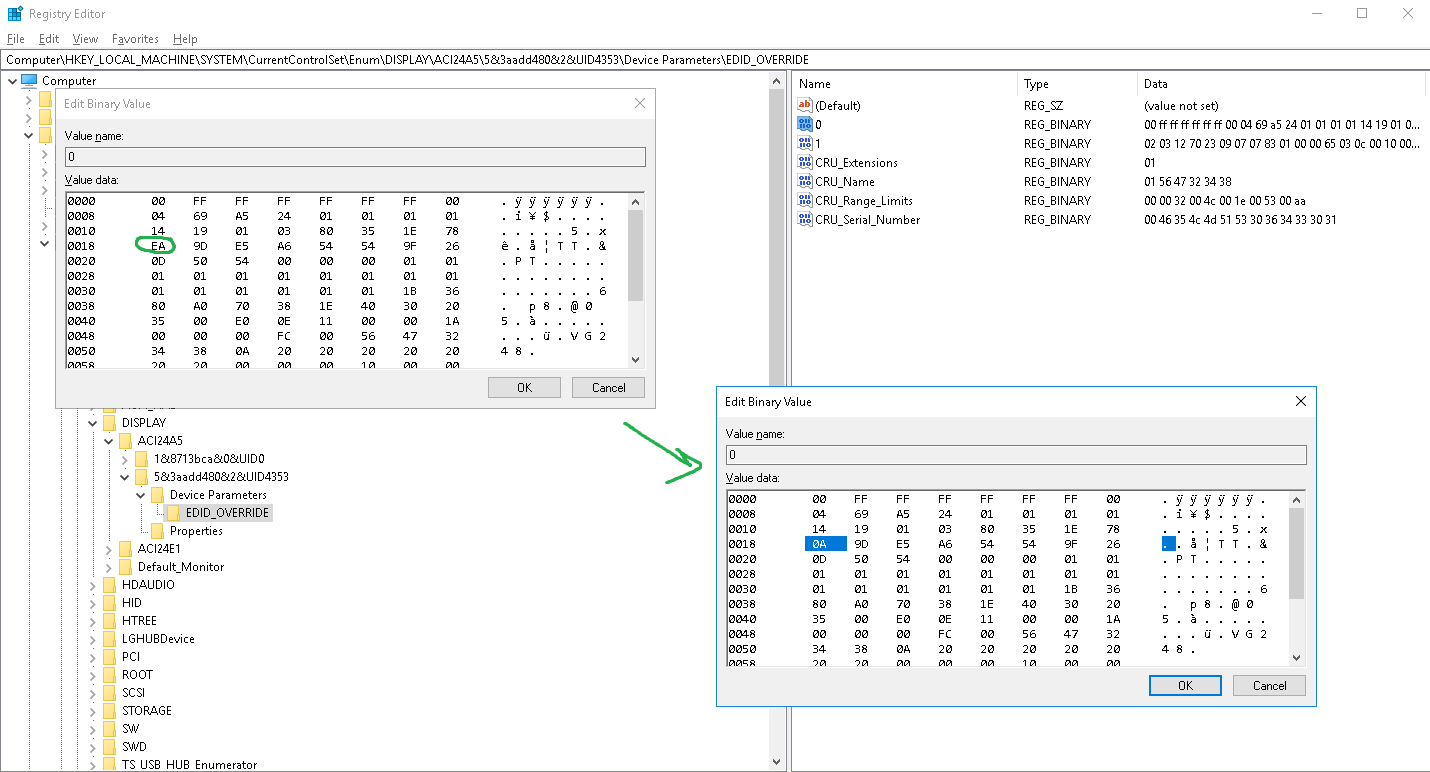 Registry Editor
File Edit View Favorites Help
Computer\HKEY_LOCAL_MACHINE\SYSTEM\CurrentControlSet\Enum\DISPLAY\ACI24A5\5&3aadd480&2&UID4353\Device Parameters\EDID_OVERRIDE
Computer
Edit Binary Value
Value name:
0
Value data:
0000 00 FF FF FF FF FF FF 00 . ÿ ÿ ÿ ÿ ÿ ÿ .
0008 04 69 A5 24 01 01 01 01 . i ¥ $ . . . .
0010 14 19 01 03 80 35 1E 78 . . . . . 5 . x
0018 EA 9D E5 A6 54 54 9F 26 ê . å ¦ T T . &
0020 0D 50 54 00 00 00 01 01 . P T . . . . .
0028 01 01 01 01 01 01 01 01 . . . . . . . .
0030 01 01 01 01 01 01 1B 36 . . . . . . . 6
0038 80 A0 70 38 1E 40 30 20 . p 8 . @ 0
0040 35 00 E0 0E 11 00 00 1A 5 . à . . . . .
0048 00 00 00 FC 00 56 47 32 . . . ü . V G 2
0050 34 38 0A 20 20 20 20 20 4 8 .
0058 20 20 00 00 00 10 00 00
OK Cancel
DISPLAY
ACI24A5
1&8713bca&0&UID0
5&3aadd480&2&UID4353
Device Parameters
EDID_OVERRIDE
Properties
ACI24E1
Default_Monitor
HDAUDIO
HID
HTREE
LGHUBDevice
PCI
ROOT
SCSI
STORAGE
SW
SWD
TS_USB_HUB_Enumerator
Name Type Data
(Default) REG_SZ (value not set)
0 REG_BINARY 00 ff ff ff ff ff ff 00 04 69 a5 24 01 01 01 01 14 19 01 0...
1 REG_BINARY 02 03 12 70 23 09 07 07 83 01 00 00 65 03 0c 00 10 00...
CRU_Extensions REG_BINARY 01
CRU_Name REG_BINARY 01 56 47 32 34 38
CRU_Range_Limits REG_BINARY 00 00 32 00 4c 00 1e 00 53 00 aa
CRU_Serial_Number REG_BINARY 00 46 35 4c 4d 51 53 30 36 34 33 30 31
Edit Binary Value
Value name:
0
Value data:
0000 00 FF FF FF FF FF FF 00 . ÿ ÿ ÿ ÿ ÿ ÿ .
0008 04 69 A5 24 01 01 01 01 . i ¥ $ . . . .
0010 14 19 01 03 80 35 1E 78 . . . . . 5 . x
0018 0A 9D E5 A6 54 54 9F 26 . . å ¦ T T . &
0020 0D 50 54 00 00 00 01 01 . P T . . . . .
0028 01 01 01 01 01 01 01 01 . . . . . . . .
0030 01 01 01 01 01 01 1B 36 . . . . . . . 6
0038 80 A0 70 38 1E 40 30 20 . p 8 . @ 0
0040 35 00 E0 0E 11 00 00 1A 5 . à . . . . .
0048 00 00 00 FC 00 56 47 32 . . . ü . V G 2
0050 34 38 0A 20 20 20 20 20 4 8 .
0058 20 20 00 00 00 10 00 00
OK Cancel